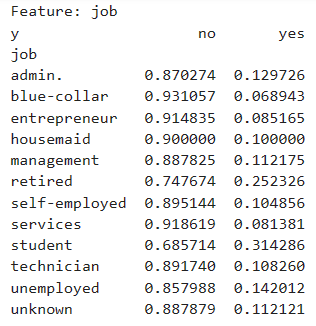 Feature: job
y no yes
job
admin. 0.870274 0.129726
blue-collar 0.931057 0.068943
entrepreneur 0.914835 0.085165
housemaid 0.900000 0.100000
management 0.887825 0.112175
retired 0.747674 0.252326
self-employed 0.895144 0.104856
services 0.918619 0.081381
student 0.685714 0.314286
technician 0.891740 0.108260
unemployed 0.857988 0.142012
unknown 0.887879 0.112121